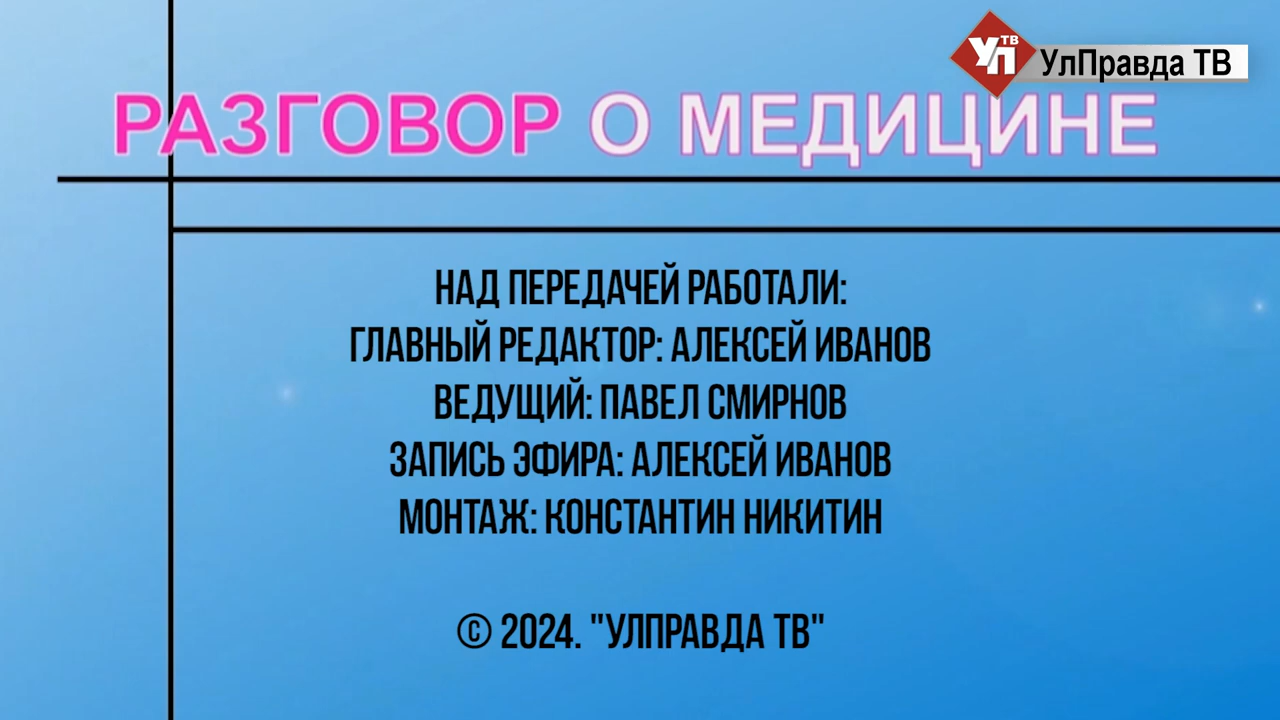 УП ТВ
УлПравда ТВ
РАЗГОВОР О МЕДИЦИНЕ
НАД ПЕРЕДАЧЕЙ РАБОТАЛИ:
ГЛАВНЫЙ РЕДАКТОР: АЛЕКСЕЙ ИВАНОВ
ВЕДУЩИЙ: ПАВЕЛ СМИРНОВ
ЗАПИСЬ ЭФИРА: АЛЕКСЕЙ ИВАНОВ
МОНТАЖ: КОНСТАНТИН НИКИТИН
© 2024. "УЛПРАВДА ТВ"